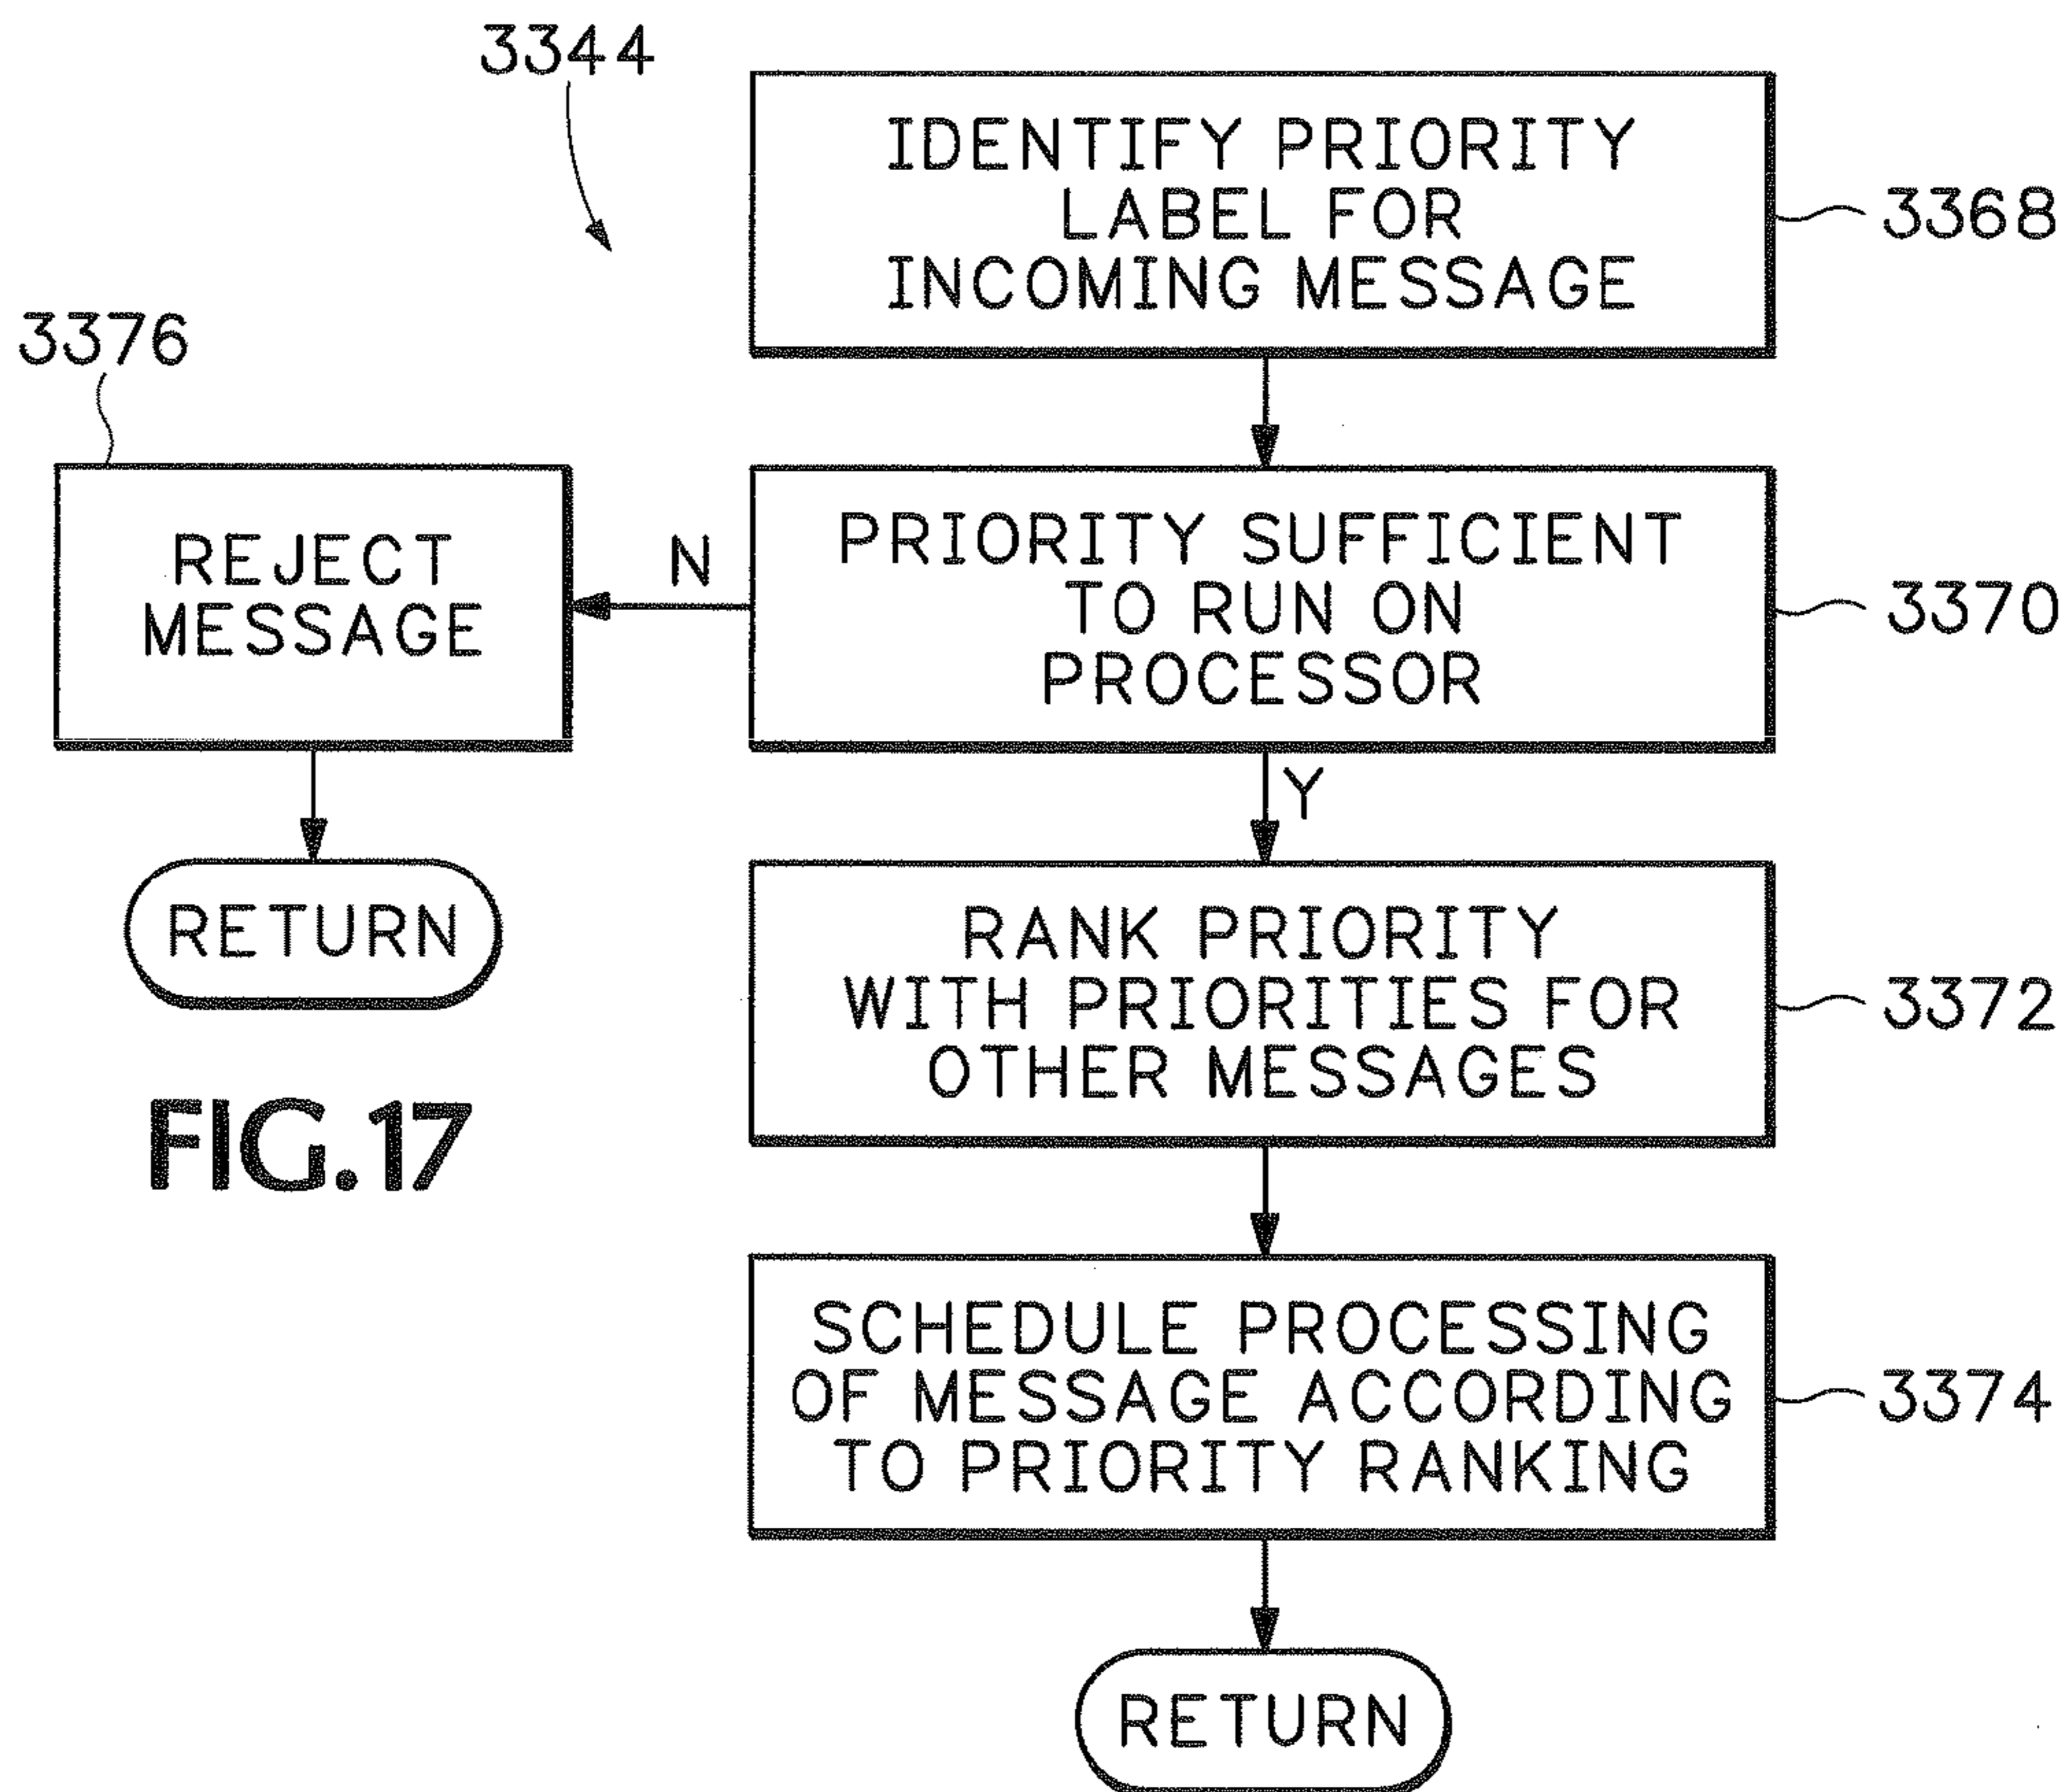 3344
IDENTIFY PRIORITY
LABEL FOR
INCOMING MESSAGE
3368
3376
REJECT
MESSAGE
N
PRIORITY SUFFICIENT
TO RUN ON
PROCESSOR
3370
Y
RETURN
RANK PRIORITY
WITH PRIORITIES FOR
OTHER MESSAGES
3372
FIG.17
SCHEDULE PROCESSING
OF MESSAGE ACCORDING
TO PRIORITY RANKING
3374
RETURN